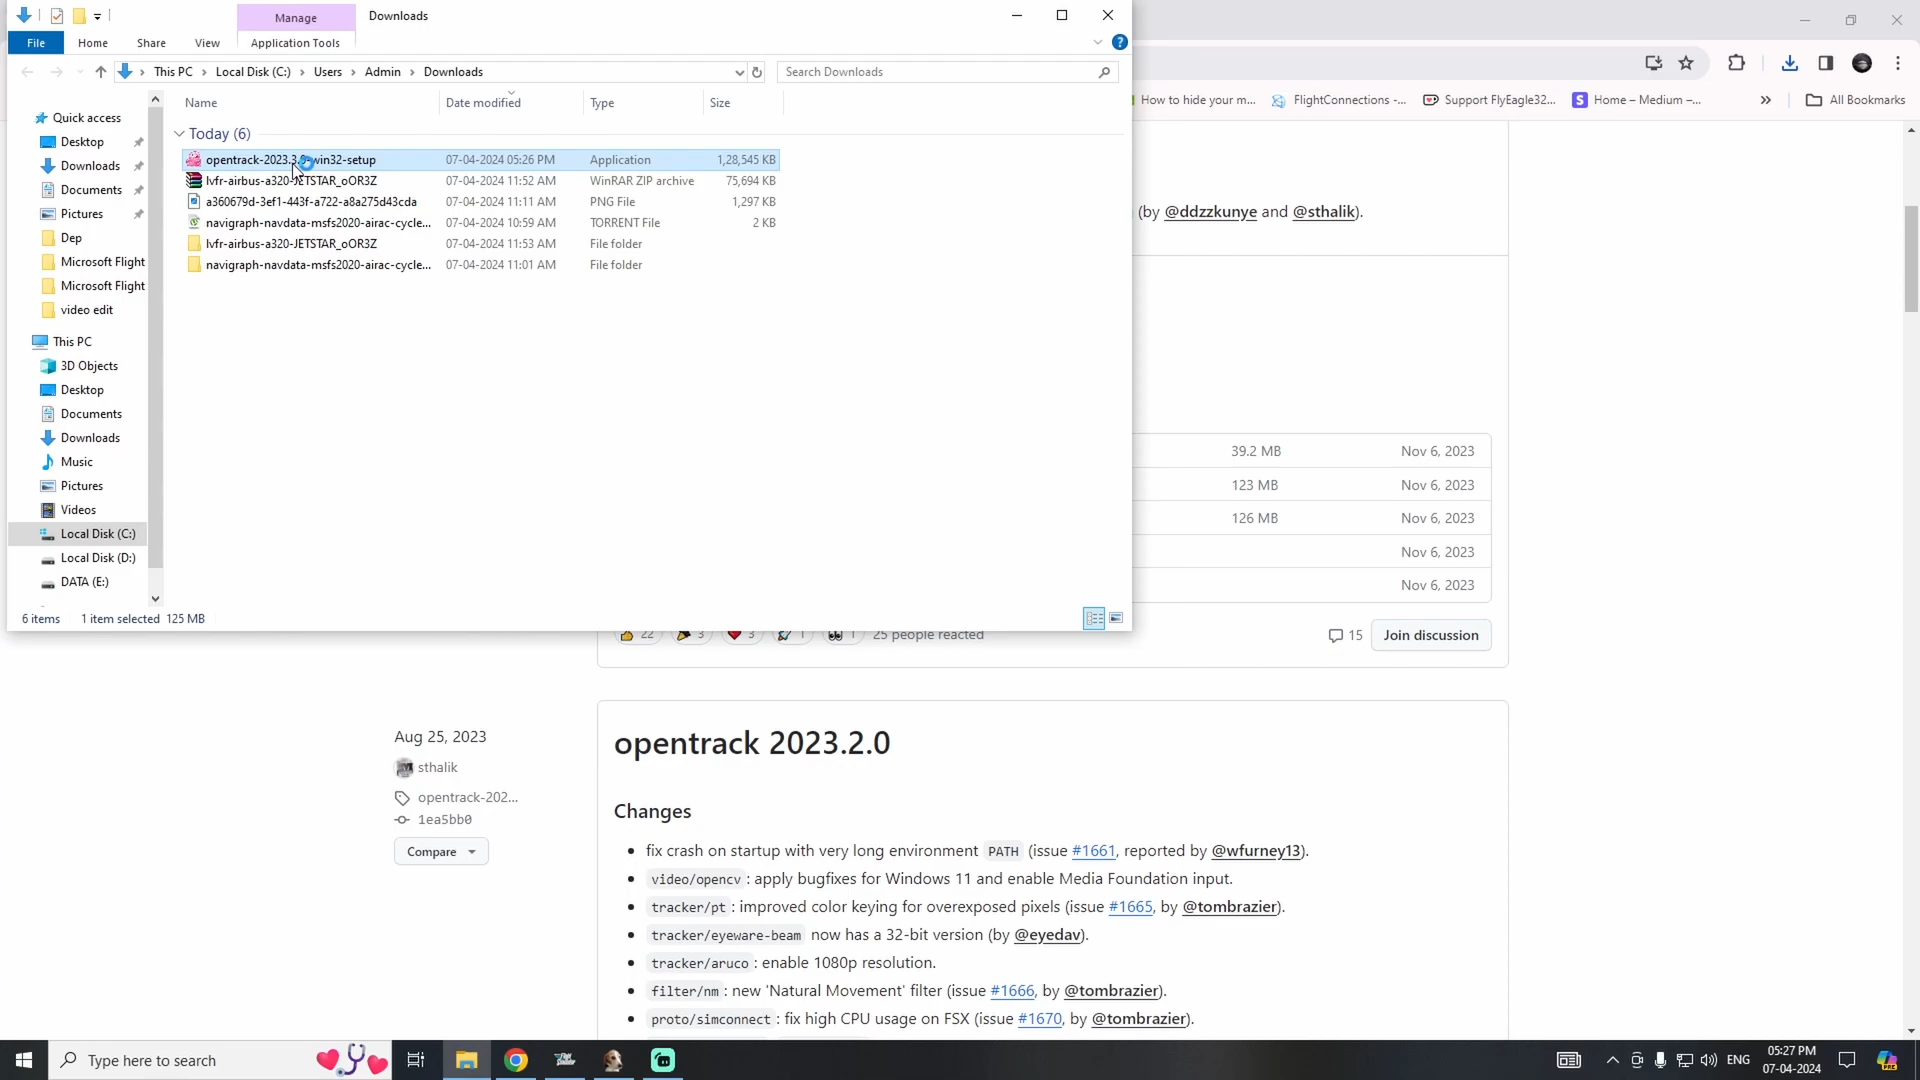 Manage
Downloads
File
Home
Share
View
Application Tools
This PC
Local Disk (C:)
Users
Admin
Downloads
Search Downloads
Name
Date modified
Type
Size
Today (6)
opentrack-2023.3.0-win32-setup
07-04-2024 05:26 PM
Application
1,28,545 KB
lvfr-airbus-a320-JETSTAR_oOR3Z
07-04-2024 11:52 AM
WinRAR ZIP archive
75,694 KB
a360679d-3ef1-443f-a722-a8a275d43cda
07-04-2024 11:11 AM
PNG File
1,297 KB
navigraph-navdata-msfs2020-airac-cycle...
07-04-2024 10:59 AM
TORRENT File
2 KB
lvfr-airbus-a320-JETSTAR_oOR3Z
07-04-2024 11:53 AM
File folder
navigraph-navdata-msfs2020-airac-cycle...
07-04-2024 11:01 AM
File folder
Quick access
Desktop
Downloads
Documents
Pictures
Dep
Microsoft Flight
Microsoft Flight
video edit
This PC
3D Objects
Desktop
Documents
Downloads
Music
Pictures
Videos
Local Disk (C:)
Local Disk (D:)
DATA (E:)
6 items
1 item selected 125 MB
How to hide your m...
FlightConnections -...
Support FlyEagle32...
Home – Medium –...
All Bookmarks
(by @ddzzkunye and @sthalik).
39.2 MB
Nov 6, 2023
123 MB
Nov 6, 2023
126 MB
Nov 6, 2023
Nov 6, 2023
Nov 6, 2023
22
3
3
1
1
25 people reacted
15
Join discussion
Aug 25, 2023
sthalik
opentrack-202...
1ea5bb0
Compare
opentrack 2023.2.0
Changes
fix crash on startup with very long environment PATH (issue #1661, reported by @wfurney13).
video/opencv : apply bugfixes for Windows 11 and enable Media Foundation input.
tracker/pt : improved color keying for overexposed pixels (issue #1665, by @tombrazier).
tracker/eyeware-beam now has a 32-bit version (by @eyedav).
tracker/aruco : enable 1080p resolution.
filter/nm : new 'Natural Movement' filter (issue #1666, by @tombrazier).
proto/simconnect : fix high CPU usage on FSX (issue #1670, by @tombrazier).
Type here to search
ENG
05:27 PM
07-04-2024